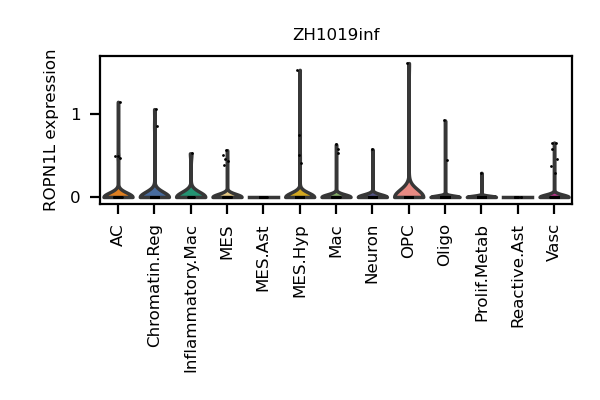 ZH1019inf
ROPN1L expression
1
0
AC
Chromatin.Reg
Inflammatory.Mac
MES
MES.Ast
MES.Hyp
Mac
Neuron
OPC
Oligo
Prolif.Metab
Reactive.Ast
Vasc